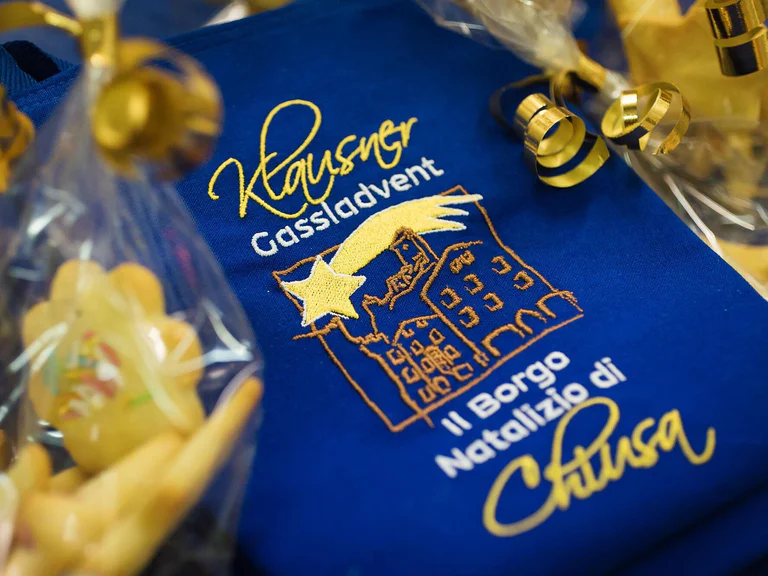 Klausner
Gassladvent
Il Borgo
Natalizio di
Chiusa